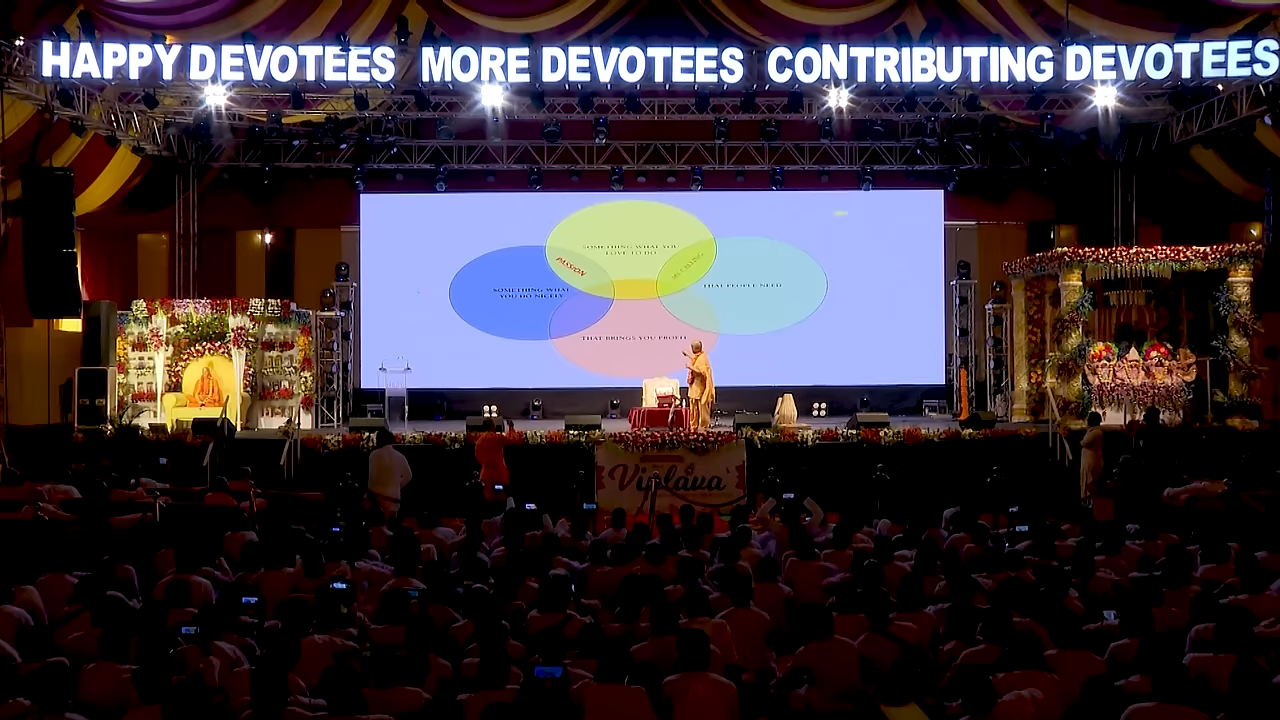 HAPPY DEVOTEES MORE DEVOTEES CONTRIBUTING DEVOTEES
SOMETHING WHAT YOU
LOVE TO DO
PASSION
SOMETHING WHAT
YOU DO NICELY
THAT PEOPLE NEED
THAT BRINGS YOU PROFIT
Viplava